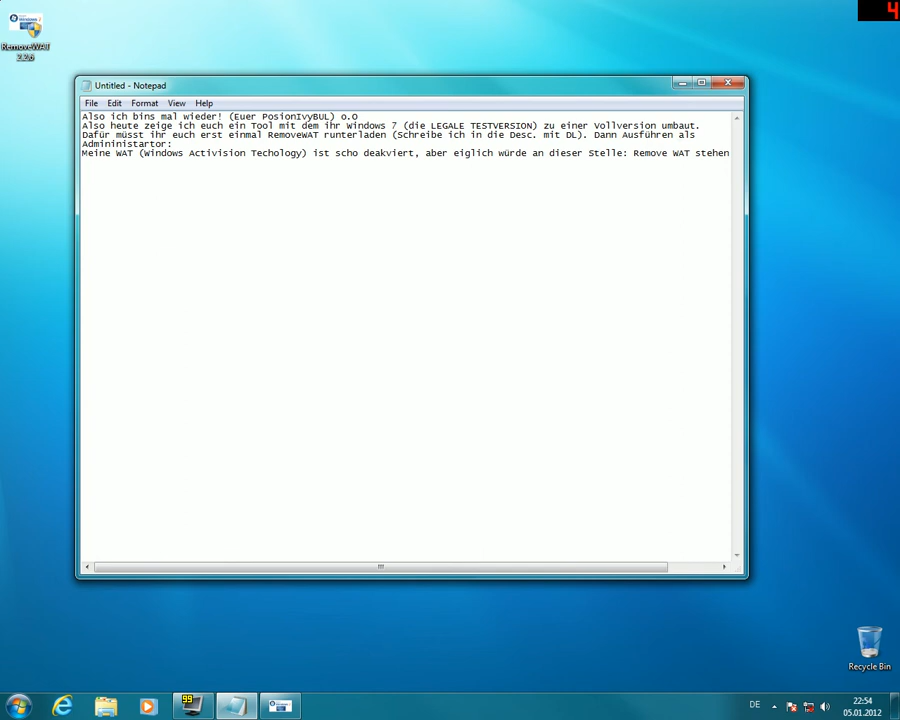 4
RemoveWAT
2.2.6
Untitled - Notepad
File Edit Format View Help
Also ich bins mal wieder! (Euer PosionIvyBUL) o.O
Also heute zeige ich euch ein Tool mit dem ihr Windows 7 (die LEGALE TESTVERSION) zu einer Vollversion umbaut.
Dafür müsst ihr euch erst einmal RemoveWAT runterladen (Schreibe ich in die Desc. mit DL). Dann Ausführen als
Admininistartor:
Meine WAT (Windows Activision Techology) ist scho deakviert, aber eiglich würde an dieser Stelle: Remove WAT stehen
Recycle Bin
99
DE
22:54
05.01.2012